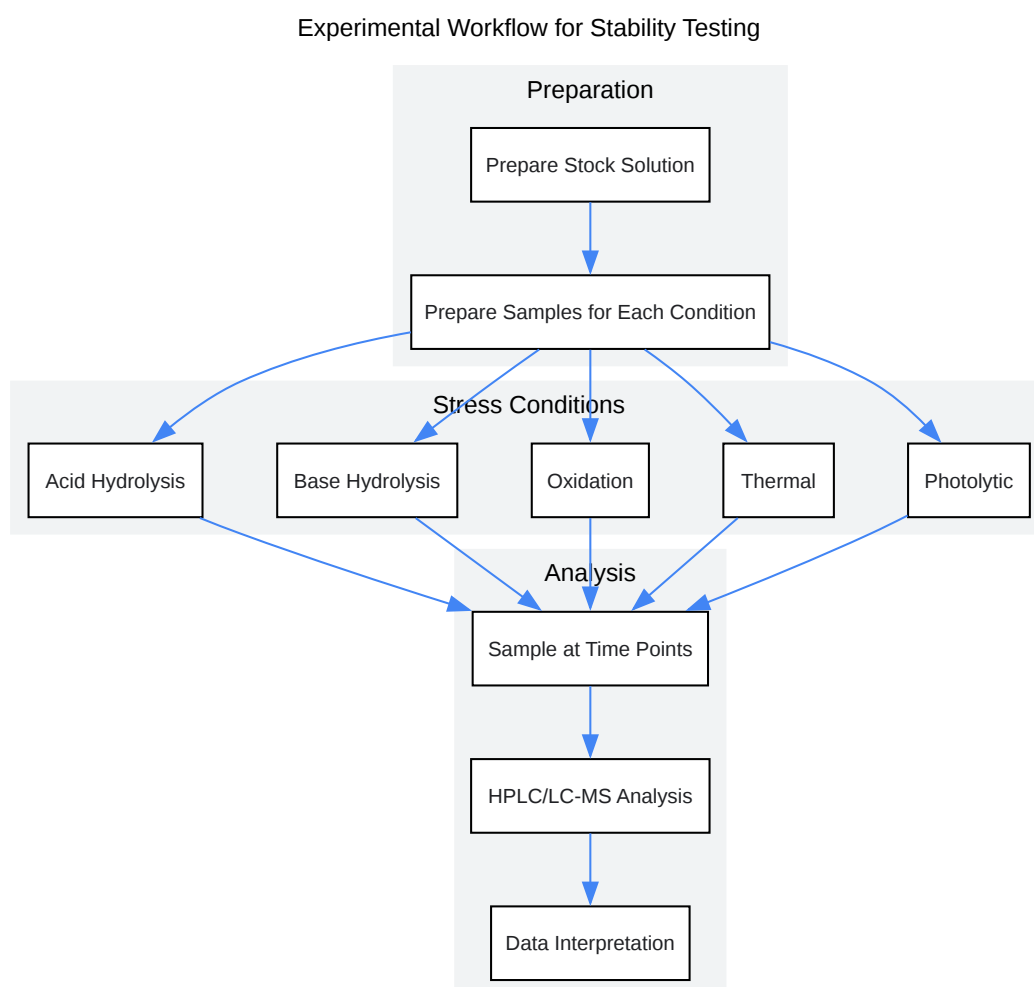 Experimental Workflow for Stability Testing
Preparation
Prepare Stock Solution
Prepare Samples for Each Condition
Stress Conditions
Acid Hydrolysis
Base Hydrolysis
Oxidation
Thermal
Photolytic
Analysis
Sample at Time Points
HPLC/LC-MS Analysis
Data Interpretation